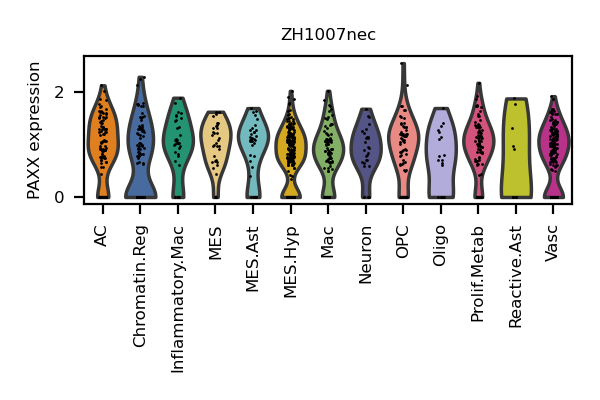 ZH1007nec
PAXX expression
2
0
AC
Chromatin.Reg
Inflammatory.Mac
MES
MES.Ast
MES.Hyp
Mac
Neuron
OPC
Oligo
Prolif.Metab
Reactive.Ast
Vasc